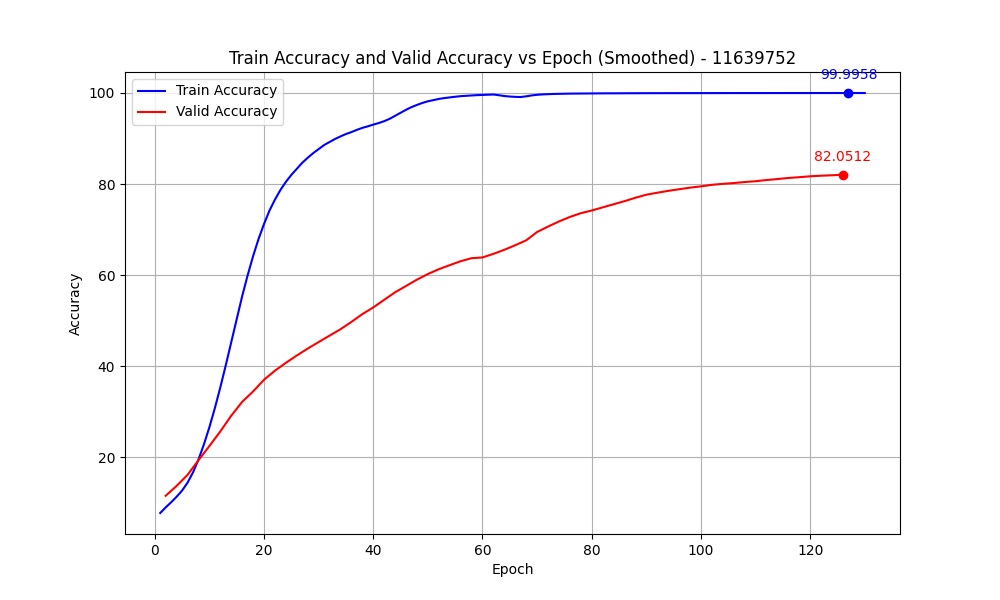 Train Accuracy and Valid Accuracy vs Epoch (Smoothed) - 11639752
99.9958
Train Accuracy
Valid Accuracy
82.0512
100
80
60
40
20
Accuracy
0 20 40 60 80 100 120
Epoch